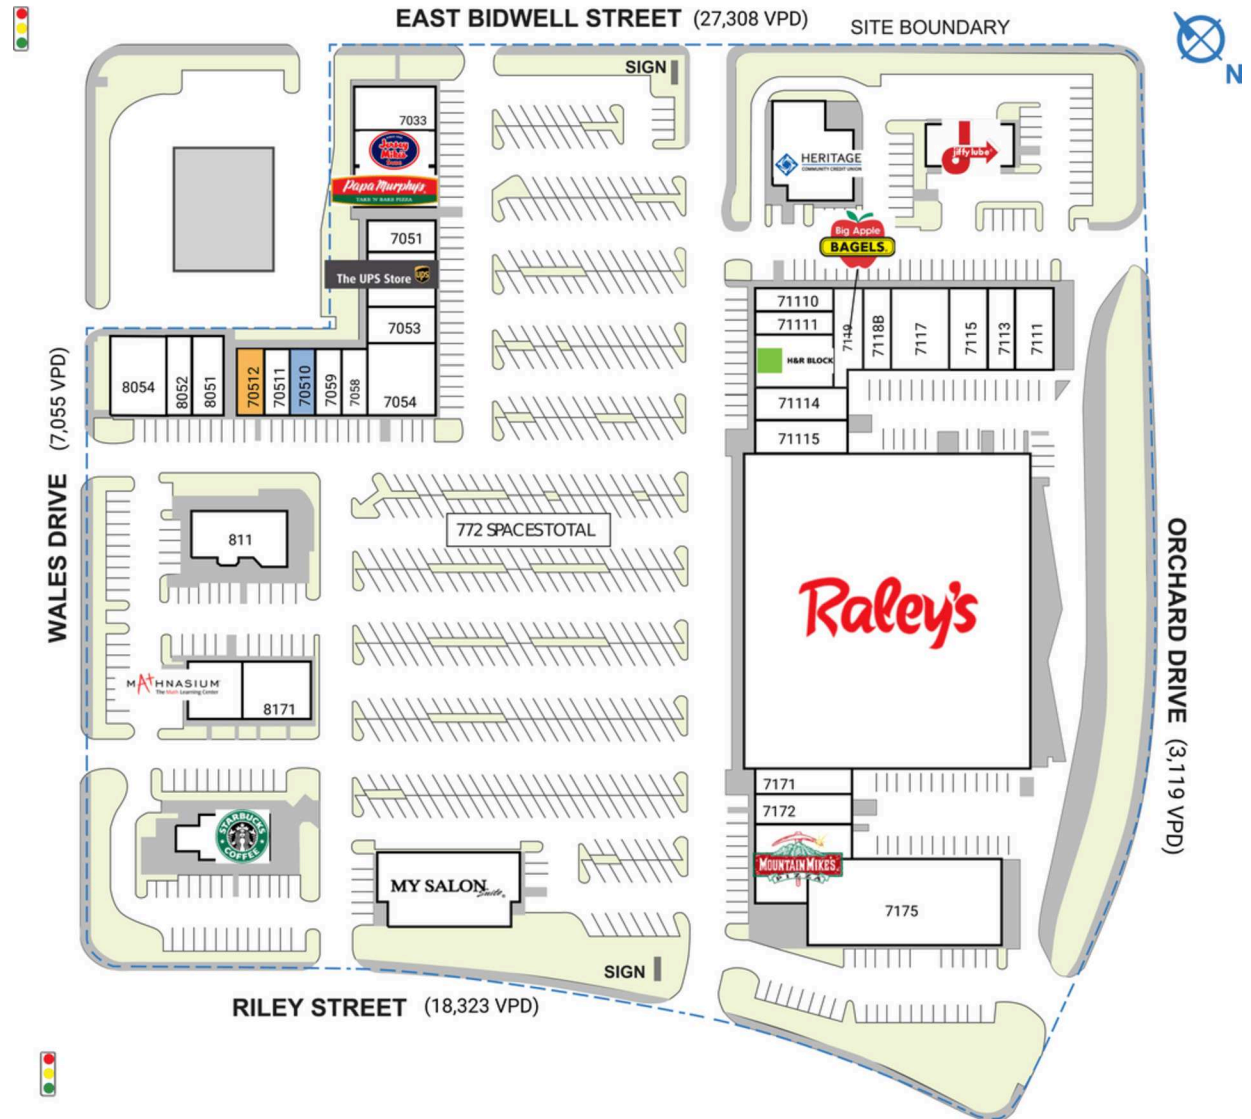 EAST BIDWELL STREET (27,308 VPD)
SITE BOUNDARY
N
SIGN
7033
Jersey
Mike's
Subs
Papa Murphy's
TAKE 'N' BAKE PIZZA
HERITAGE
COMMUNITY CREDIT UNION
jiffy lube
7051
The UPS Store
ups
7053
7054
Big Apple
BAGELS
71110
71111
H&R BLOCK
71114
71115
7119
7118B
7117
7115
7113
7111
8054
8052
8051
70512
70511
70510
7059
7058
WALES DRIVE (7,055 VPD)
772 SPACES TOTAL
811
Raley's
ORCHARD DRIVE (3,119 VPD)
MATHNASIUM
The Math Learning Center
8171
7171
7172
STARBUCKS
COFFEE
MOUNTAIN MIKE'S
PIZZA
MY SALON
Suite
7175
SIGN
RILEY STREET (18,323 VPD)